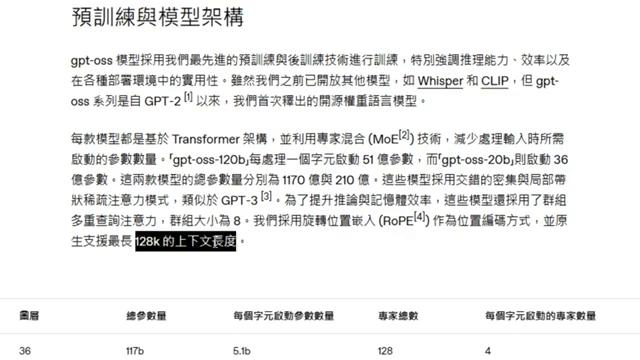 預訓練與模型架構
gpt-oss 模型採用我們最先進的預訓練與後訓練技術進行訓練，特別強調推理能力、效率以及
在各種部署環境中的實用性。雖然我們之前已開放其他模型，如 Whisper 和 CLIP，但 gpt-
oss 系列是自 GPT-2 [1] 以來，我們首次釋出的開源權重語言模型。
每款模型都是基於 Transformer 架構，並利用專家混合 (MoE[2]) 技術，減少處理輸入時所需
啟動的參數數量。「gpt-oss-120b」每處理一個字元啟動 51 億參數，而「gpt-oss-20b」則啟動 36
億參數。這兩款模型的總參數量分別為 1170 億與 210 億。這些模型採用交錯的密集與局部帶
狀稀疏注意力模式，類似於 GPT-3 [3]。為了提升推論與記憶體效率，這些模型還採用了群組
多重查詢注意力，群組大小為 8。我們採用旋轉位置嵌入 (RoPE[4]) 作為位置編碼方式，並原
生支援最長 128k 的上下文長度。
圖層 總參數量 每個字元啟動參數數量 專家總數 每個字元啟動的專家數量
36 117b 5.1b 128 4